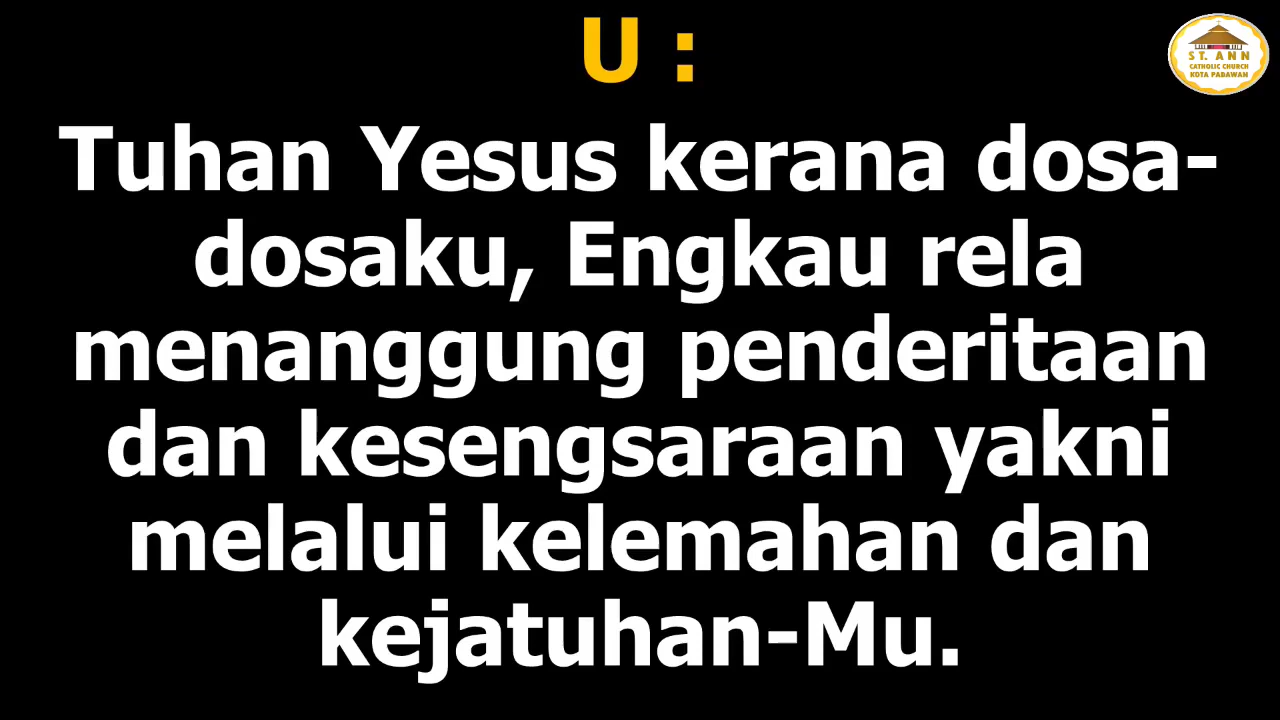 U :
ST. ANN
CATHOLIC CHURCH
KOTA PADAWAN
Tuhan Yesus kerana dosa-
dosaku, Engkau rela
menanggung penderitaan
dan kesengsaraan yakni
melalui kelemahan dan
kejatuhan-Mu.